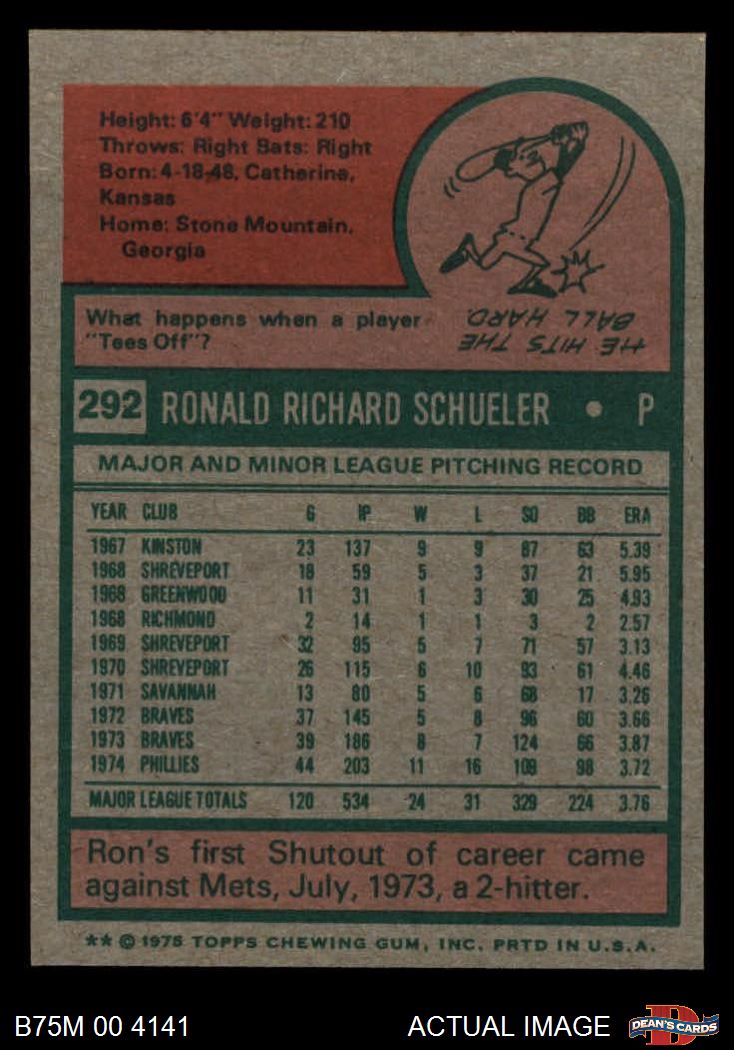 Height: 6'4" Weight: 210
Throws: Right Bats: Right
Born: 4-18-48, Catherine,
Kansas
Home: Stone Mountain,
Georgia
What happens when a player
"Tees Off"?
HE HITS THE
BALL HARD.
292 RONALD RICHARD SCHUELER • P
MAJOR AND MINOR LEAGUE PITCHING RECORD
YEAR CLUB G IP W L SO BB ERA
1967 KINSTON 23 137 9 9 87 63 5.39
1968 SHREVEPORT 18 59 5 3 37 21 5.95
1968 GREENWOOD 11 31 1 3 30 25 4.93
1968 RICHMOND 2 14 1 1 3 2 2.57
1969 SHREVEPORT 32 95 5 7 71 57 3.13
1970 SHREVEPORT 26 115 6 10 93 61 4.46
1971 SAVANNAH 13 80 5 6 68 17 3.26
1972 BRAVES 37 145 5 8 96 60 3.66
1973 BRAVES 39 186 8 7 124 66 3.87
1974 PHILLIES 44 203 11 16 109 98 3.72
MAJOR LEAGUE TOTALS 120 534 24 31 329 224 3.76
Ron's first Shutout of career came
against Mets, July, 1973, a 2-hitter.
** © 1975 TOPPS CHEWING GUM, INC. PRTD IN U.S.A.
B75M 00 4141 ACTUAL IMAGE D DEAN'S CARDS